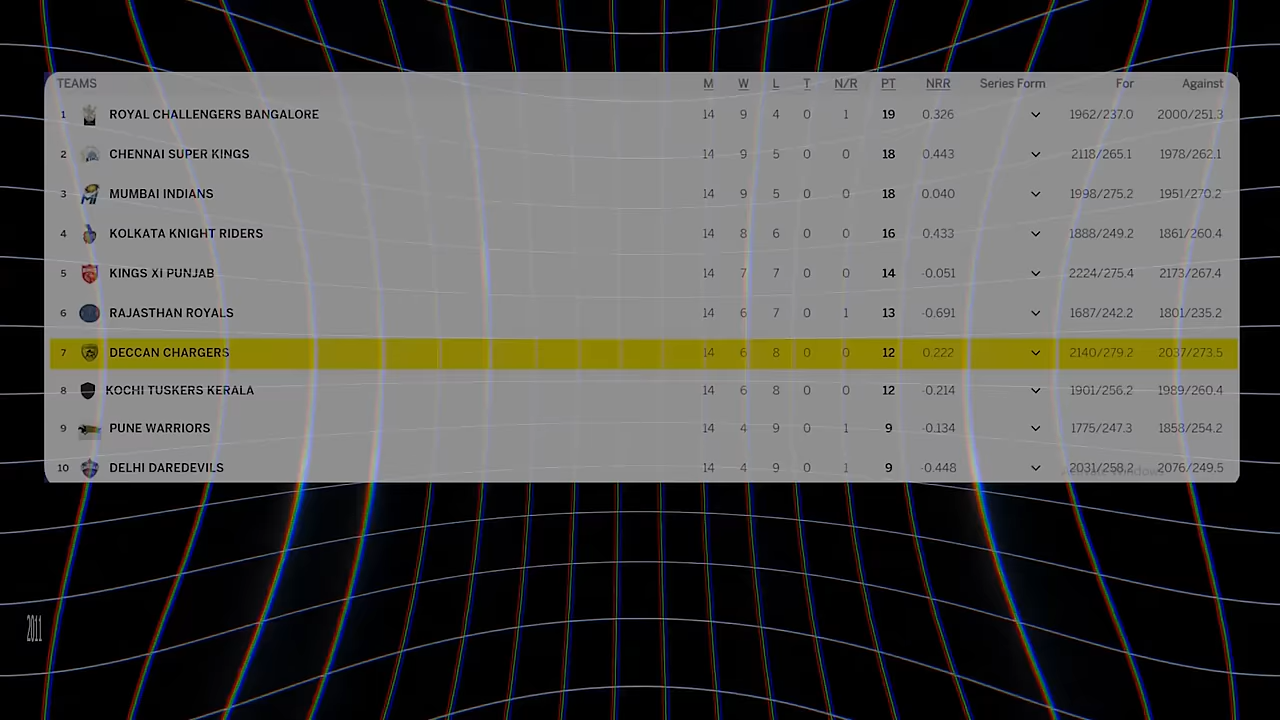 TEAMS M W L T N/R PT NRR Series Form For Against
1 ROYAL CHALLENGERS BANGALORE 14 9 4 0 1 19 0.326 1962/237.0 2000/251.3
2 CHENNAI SUPER KINGS 14 9 5 0 0 18 0.443 2118/265.1 1978/262.1
3 MUMBAI INDIANS 14 9 5 0 0 18 0.040 1998/275.2 1951/270.2
4 KOLKATA KNIGHT RIDERS 14 8 6 0 0 16 0.433 1888/249.2 1861/260.4
5 KINGS XI PUNJAB 14 7 7 0 0 14 -0.051 2224/275.4 2173/267.4
6 RAJASTHAN ROYALS 14 6 7 0 1 13 -0.691 1687/242.2 1801/235.2
7 DECCAN CHARGERS 14 6 8 0 0 12 0.222 2140/279.2 2037/273.5
8 KOCHI TUSKERS KERALA 14 6 8 0 0 12 -0.214 1901/256.2 1989/260.4
9 PUNE WARRIORS 14 4 9 0 1 9 -0.134 1775/247.3 1858/254.2
10 DELHI DAREDEVILS 14 4 9 0 1 9 -0.448 2031/258.2 2076/249.5
Activate Windows
2011